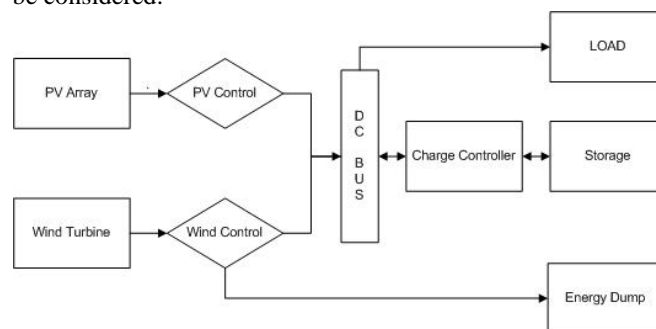 be considered.
LOAD
PV Array
PV Control
D
C
B
U
S
Charge Controller
Storage
Wind Turbine
Wind Control
Energy Dump